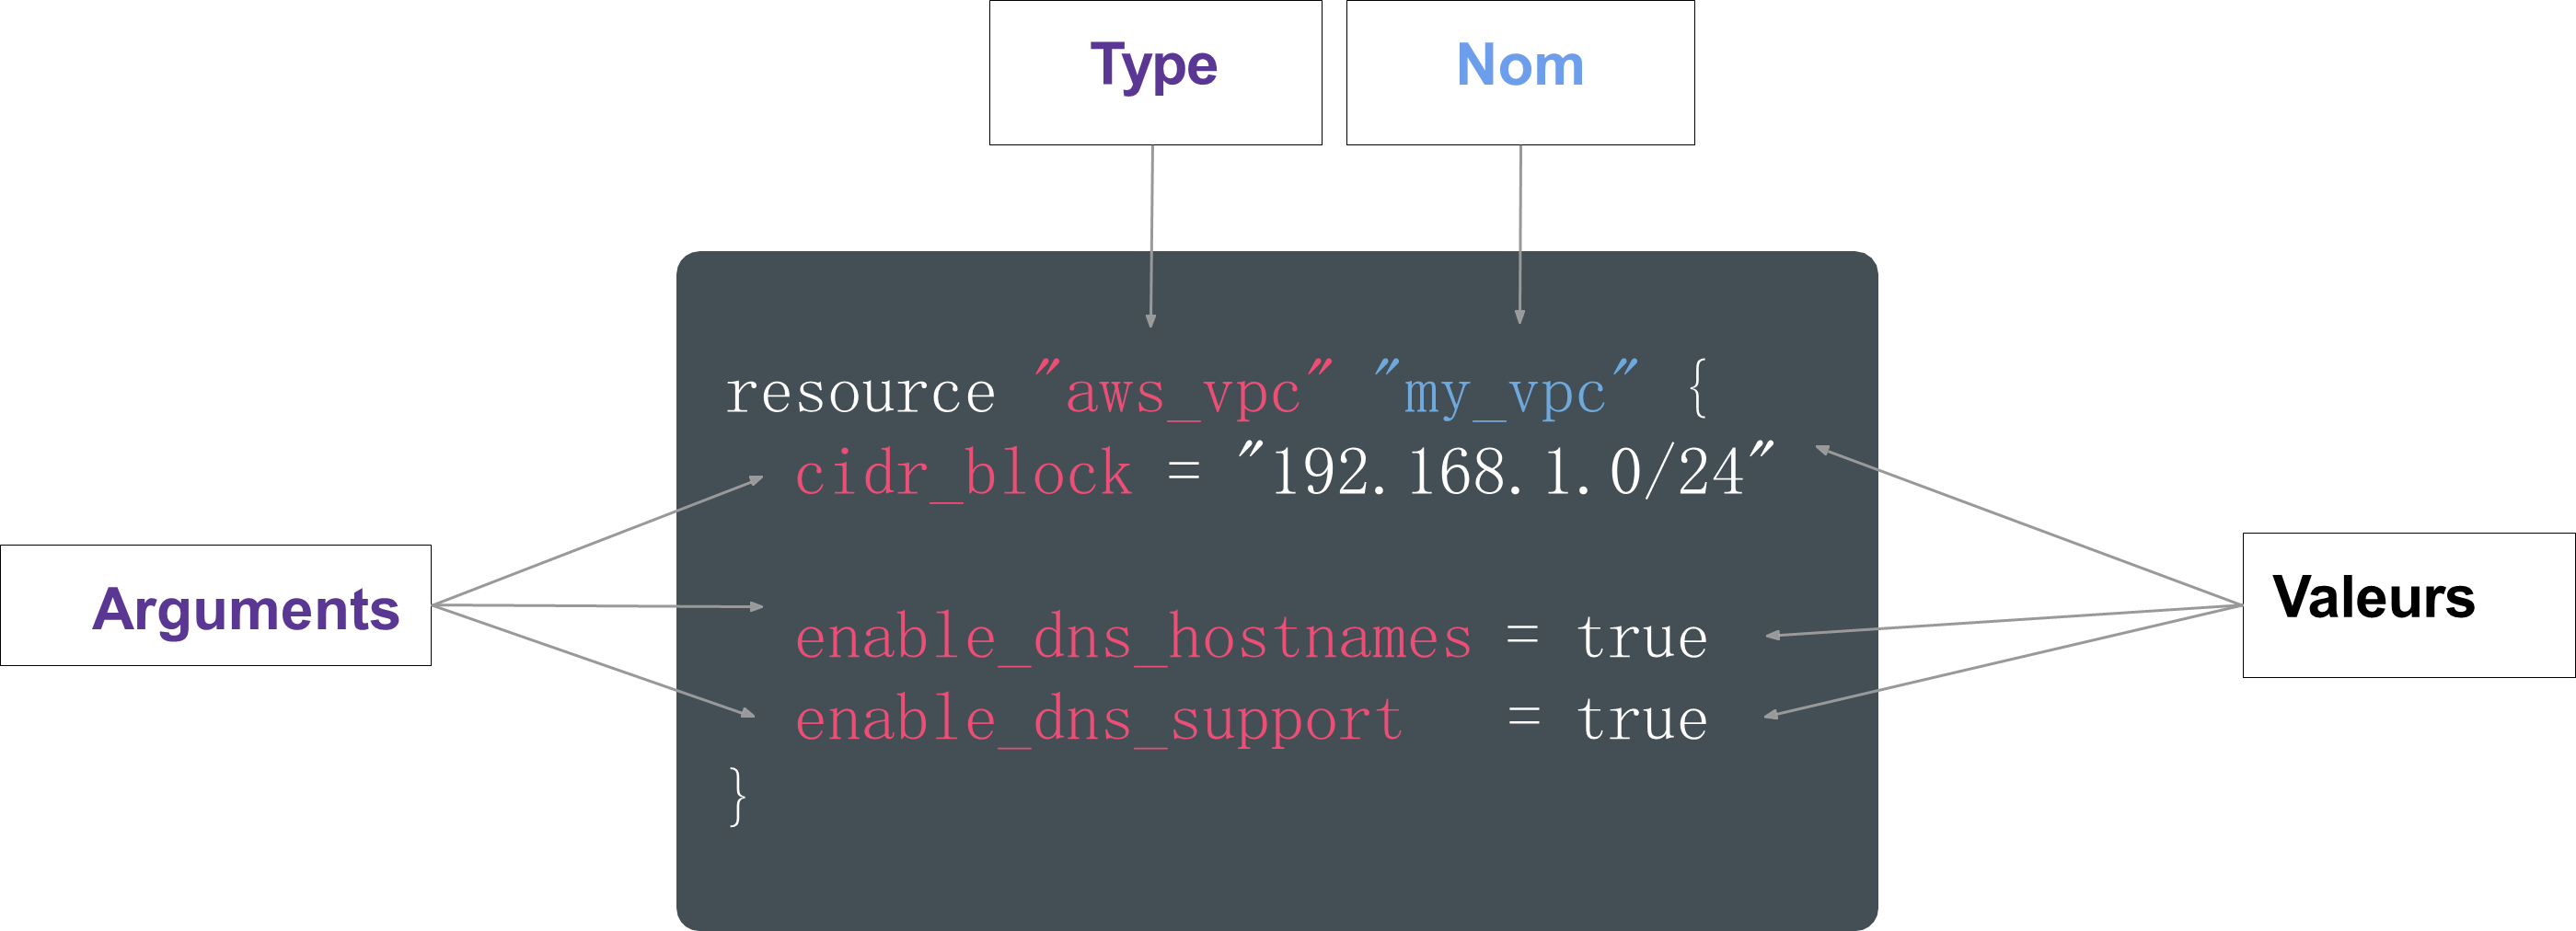 Type
Nom
resource "aws_vpc" "my_vpc" {
cidr_block = "192.168.1.0/24"
Arguments
Valeurs
enable_dns_hostnames = true
enable_dns_support = true
}